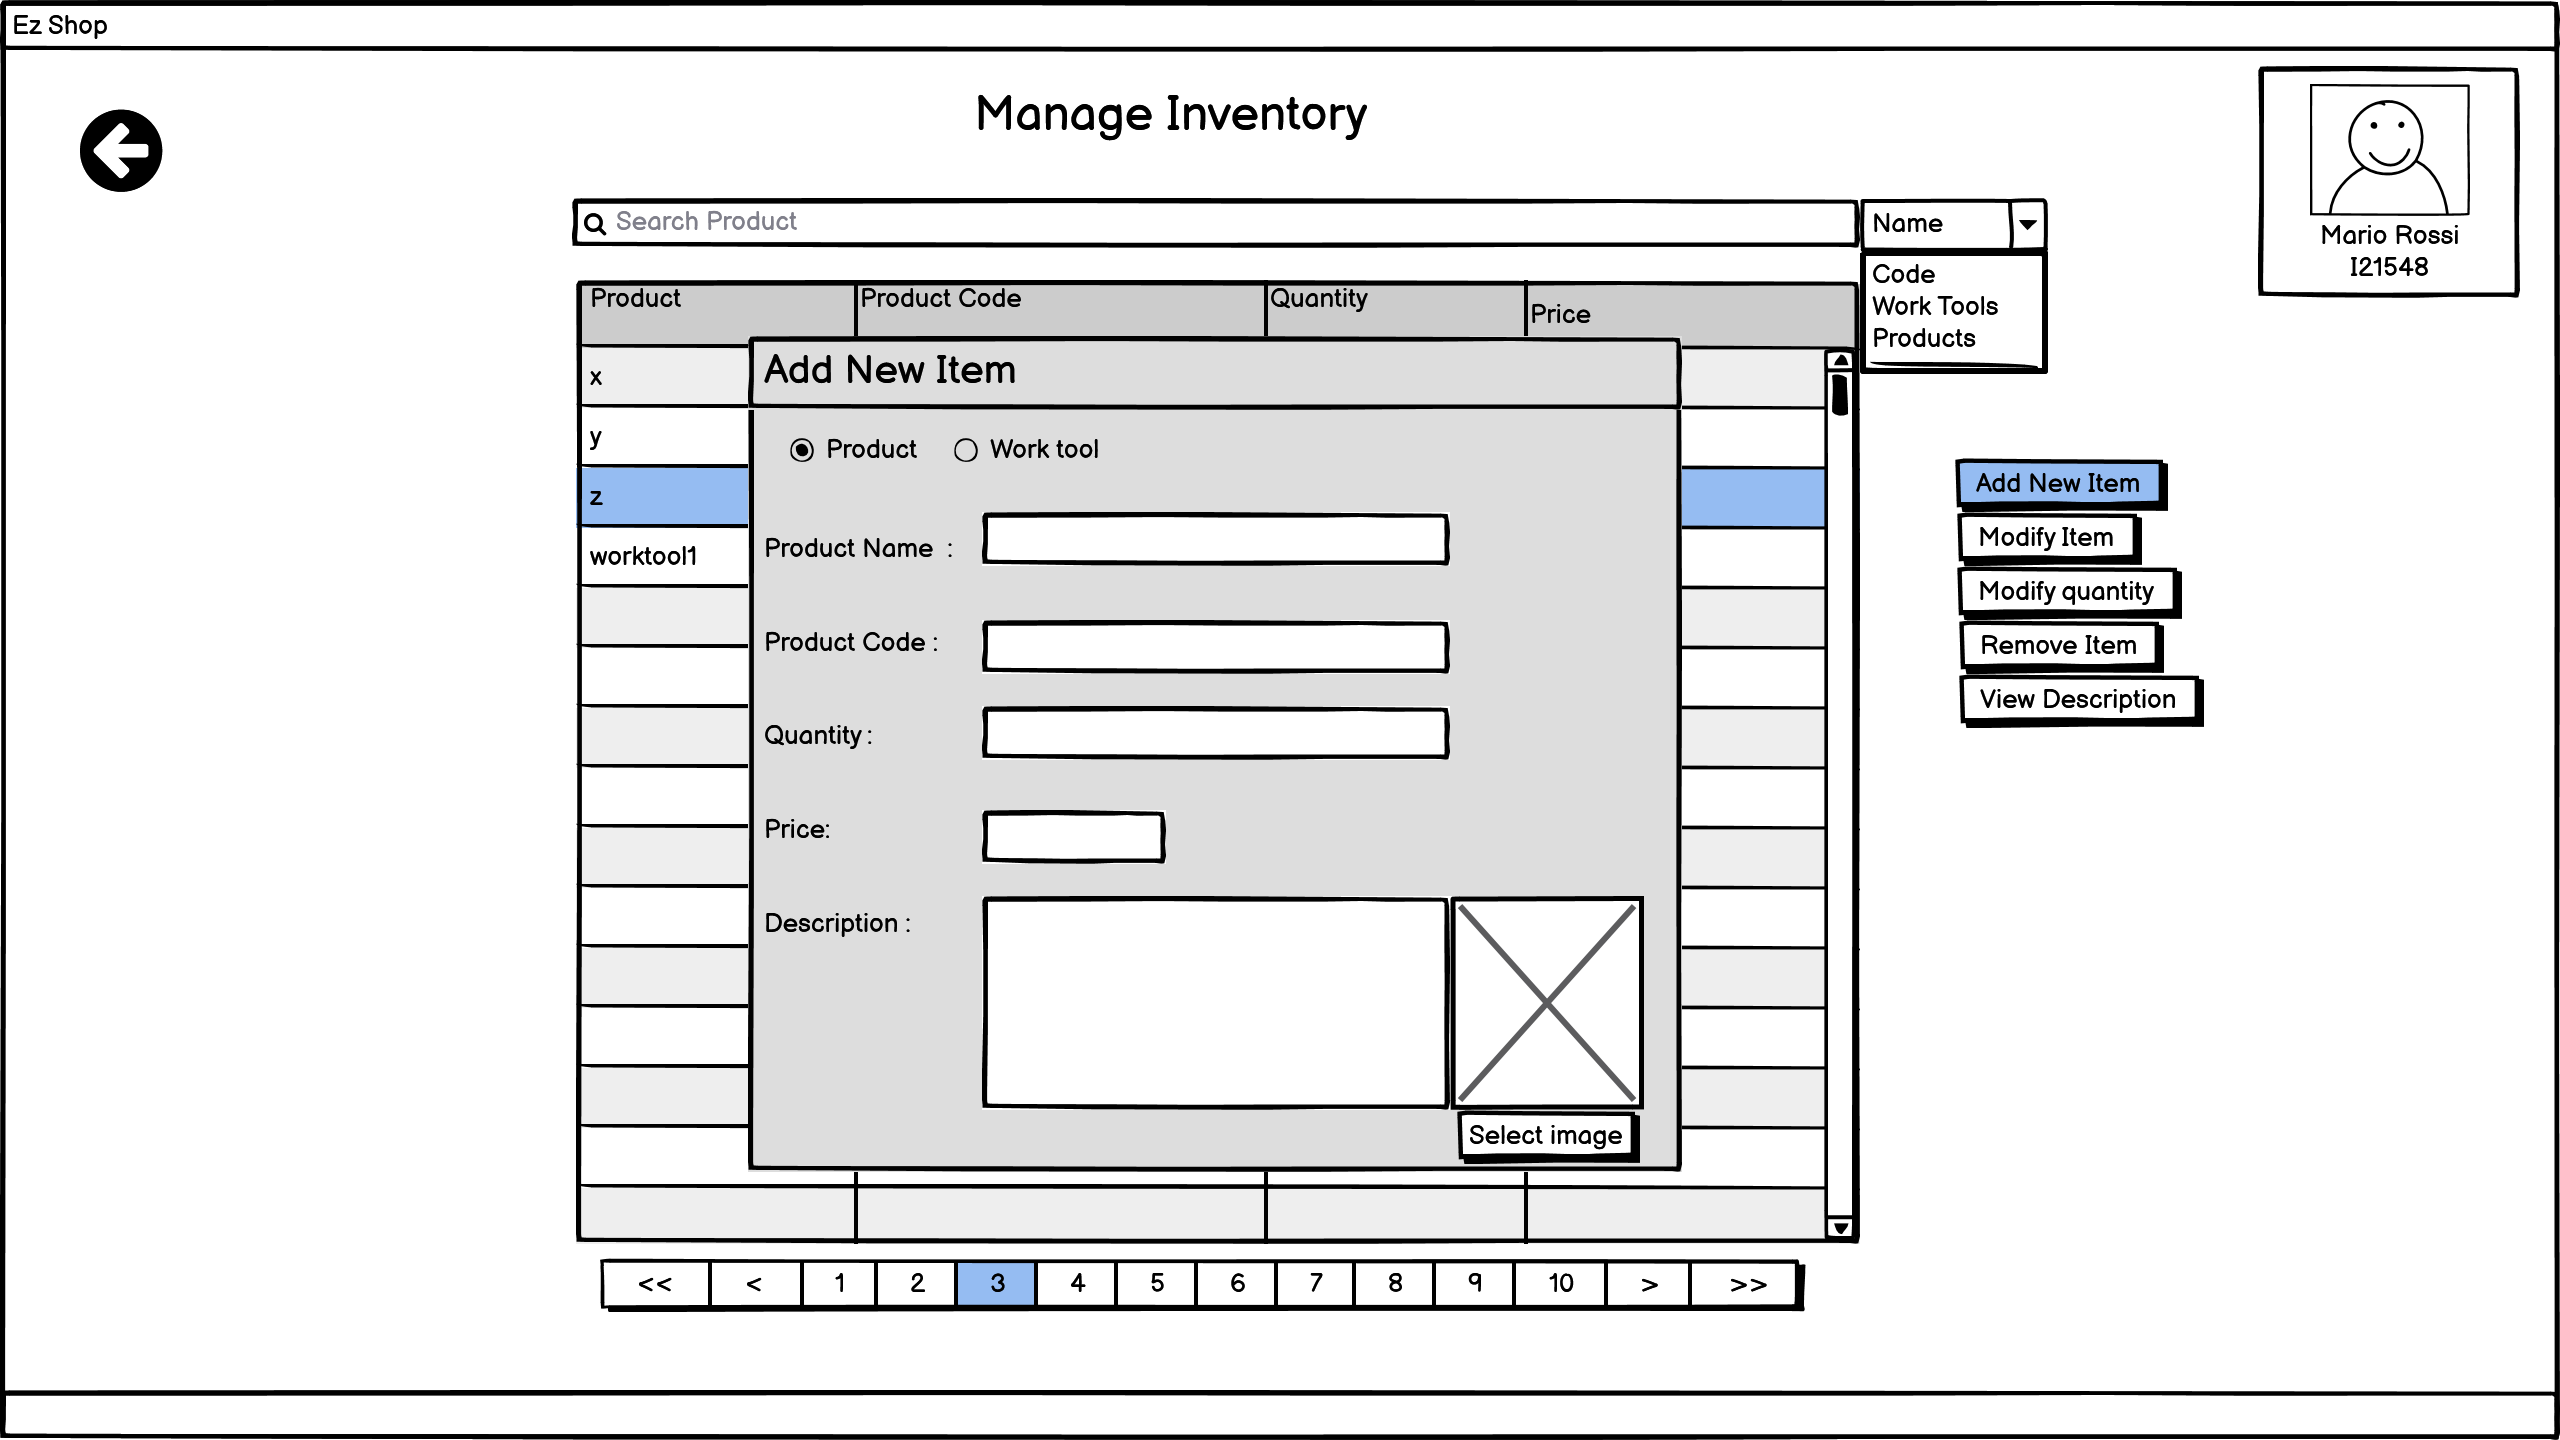 Ez Shop
Manage Inventory
Mario Rossi
I21548
Search Product
Name
Code
Work Tools
Products
Product
Product Code
Quantity
Price
x
y
z
worktool1
Add New Item
Product
Work tool
Product Name :
Product Code :
Quantity :
Price:
Description :
Select image
Add New Item
Modify Item
Modify quantity
Remove Item
View Description
<< < 1 2 3 4 5 6 7 8 9 10 > >>